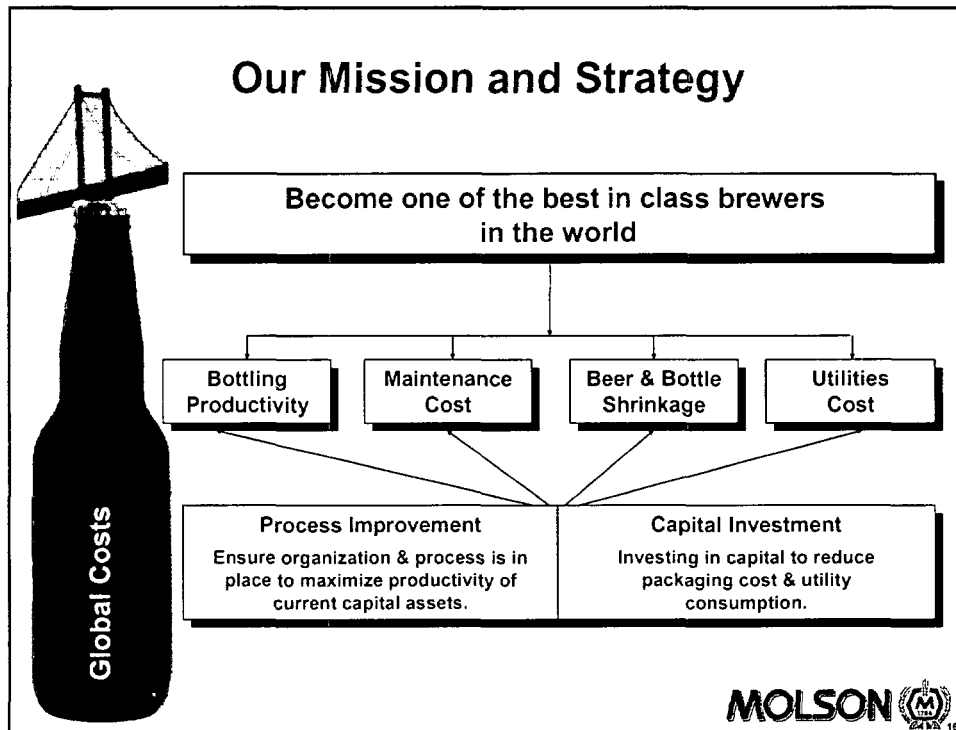 Our Mission and Strategy
Become one of the best in class brewers
in the world
Bottling
Productivity
Maintenance
Cost
Beer & Bottle
Shrinkage
Utilities
Cost
Process Improvement
Ensure organization & process is in
place to maximize productivity of
current capital assets.
Capital Investment
Investing in capital to reduce
packaging cost & utility
consumption.
Global Costs
MOLSON
M